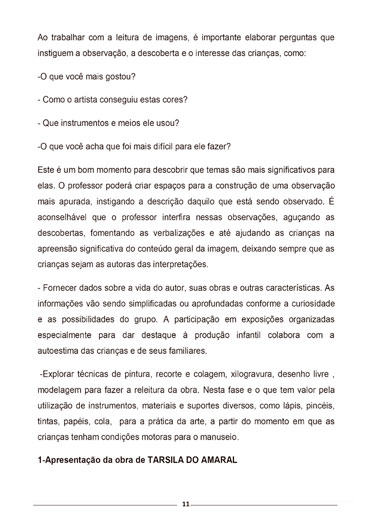 Ao trabalhar com a leitura de imagens, é importante elaborar perguntas que
instiguem a observação, a descoberta e o interesse das crianças, como:
-O que você mais gostou?
- Como o artista conseguiu estas cores?
- Que instrumentos e meios ele usou?
-O que você acha que foi mais difícil para ele fazer?
Este é um bom momento para descobrir que temas são mais significativos para
elas. O professor poderá criar espaços para a construção de uma observação
mais apurada, instigando a descrição daquilo que está sendo observado. É
aconselhável que o professor interfira nessas observações, aguçando as
descobertas, fomentando as verbalizações e até ajudando as crianças na
apreensão significativa do conteúdo geral da imagem, deixando sempre que as
crianças sejam as autoras das interpretações.
- Fornecer dados sobre a vida do autor, suas obras e outras características. As
informações vão sendo simplificadas ou aprofundadas conforme a curiosidade
e as possibilidades do grupo. A participação em exposições organizadas
especialmente para dar destaque á produção infantil colabora com a
autoestima das crianças e de seus familiares.
-Explorar técnicas de pintura, recorte e colagem, xilogravura, desenho livre ,
modelagem para fazer a releitura da obra. Nesta fase e o que tem valor pela
utilização de instrumentos, materiais e suportes diversos, como lápis, pincéis,
tintas, papéis, cola, para a prática da arte, a partir do momento em que as
crianças tenham condições motoras para o manuseio.
1-Apresentação da obra de TARSILA DO AMARAL
11